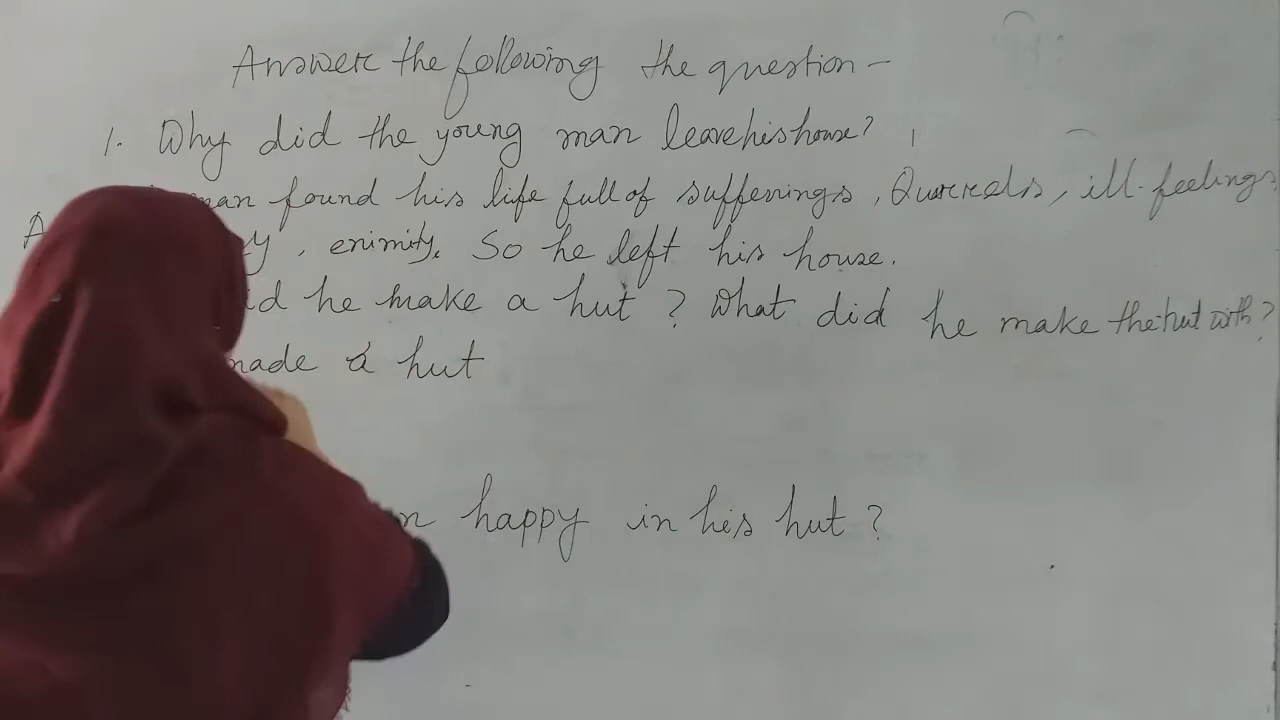 Answer the following the question -
1. Why did the young man leave his house?
man found his life full of sufferings, Quarrels, ill-feelings
, enimity. So he left his house.
he make a hut? What did he make the hut with?
made a hut
happy in his hut?